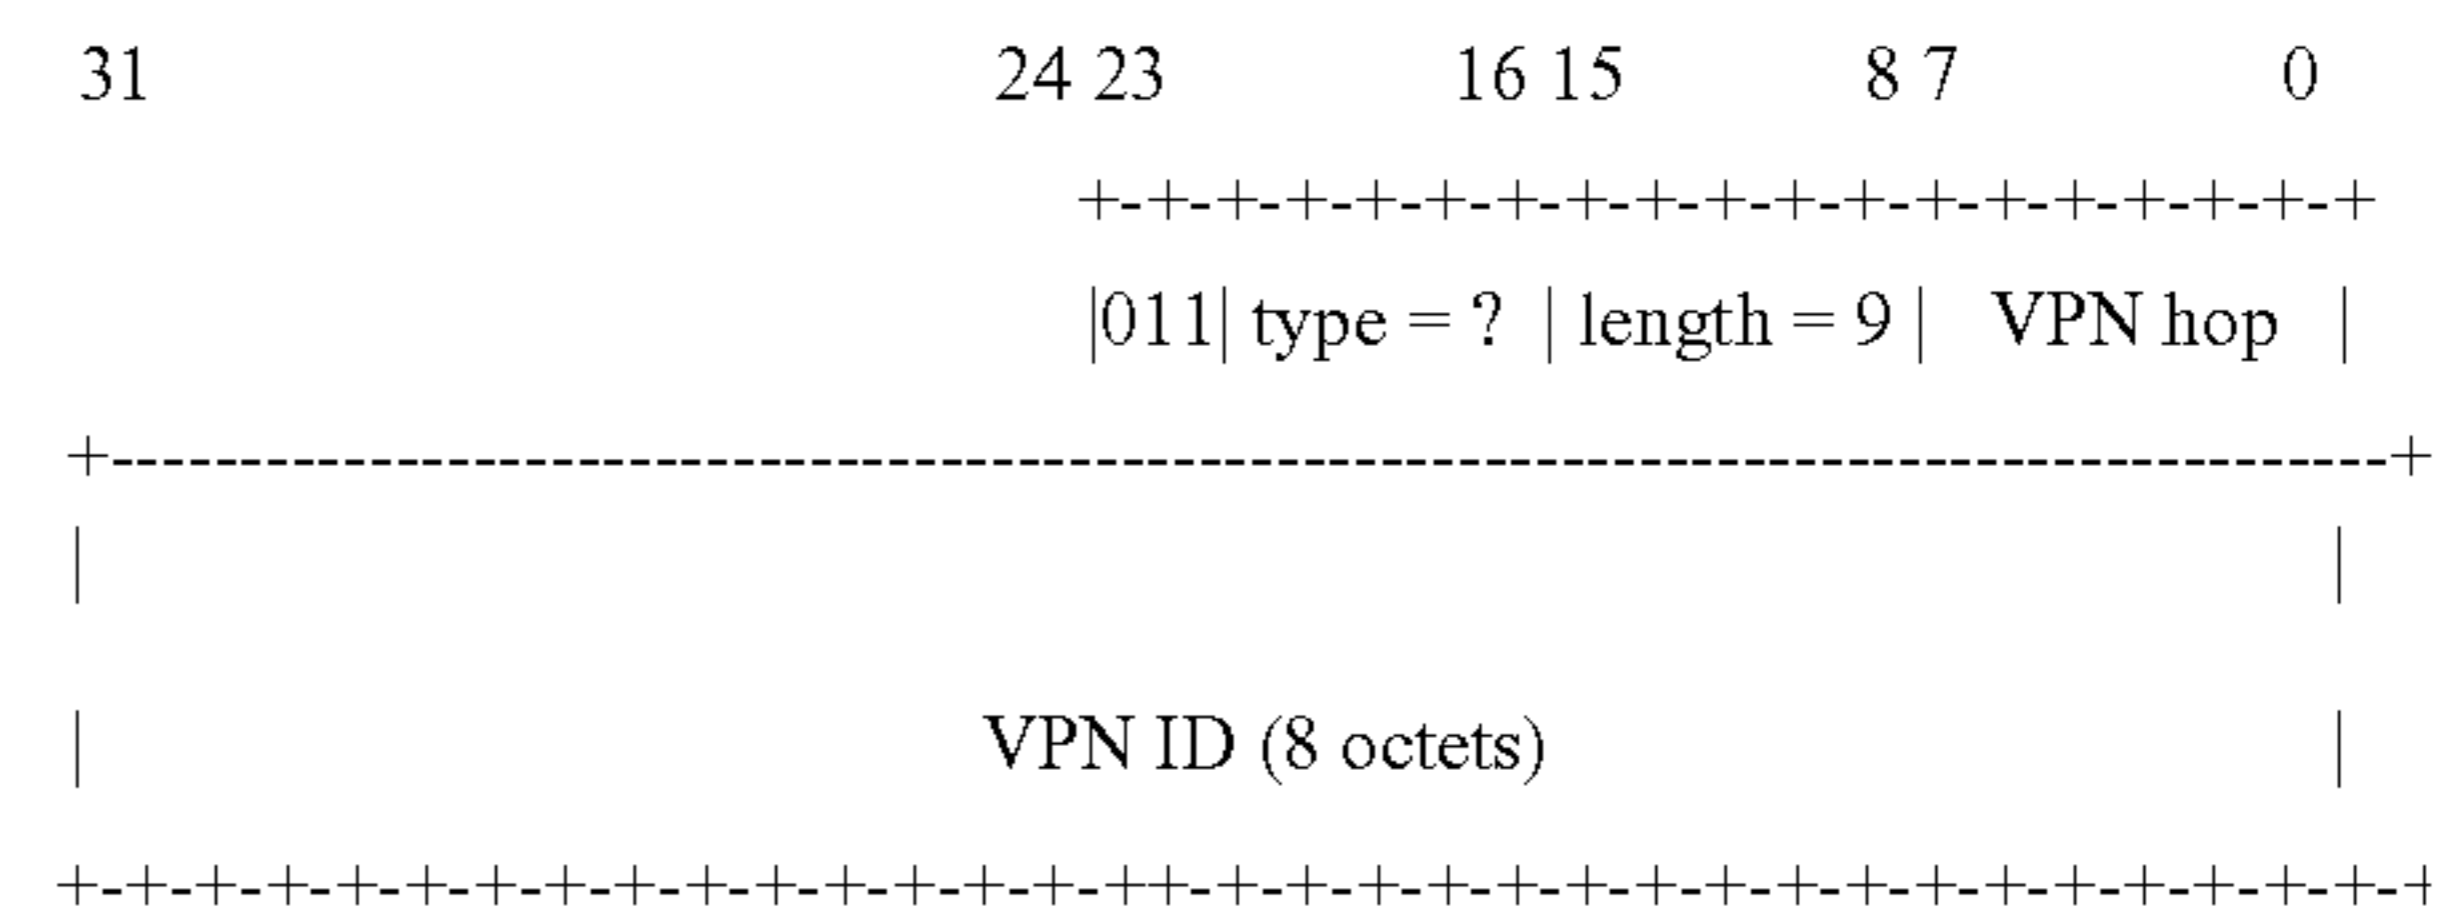 31 24 23 16 15 8 7 0
+-+-+-+-+-+-+-+-+-+-+-+-+-+-+-+-+-+-+
|011| type = ? | length = 9 | VPN hop |
+-----------------------------------------------------------------------------------------+
| |
| VPN ID (8 octets) |
+-+-+-+-+-+-+-+-+-+-+-+-+-+-+-++-+-+-+-+-+-+-+-+-+-+-+-+-+-+-+-+-+-+-+